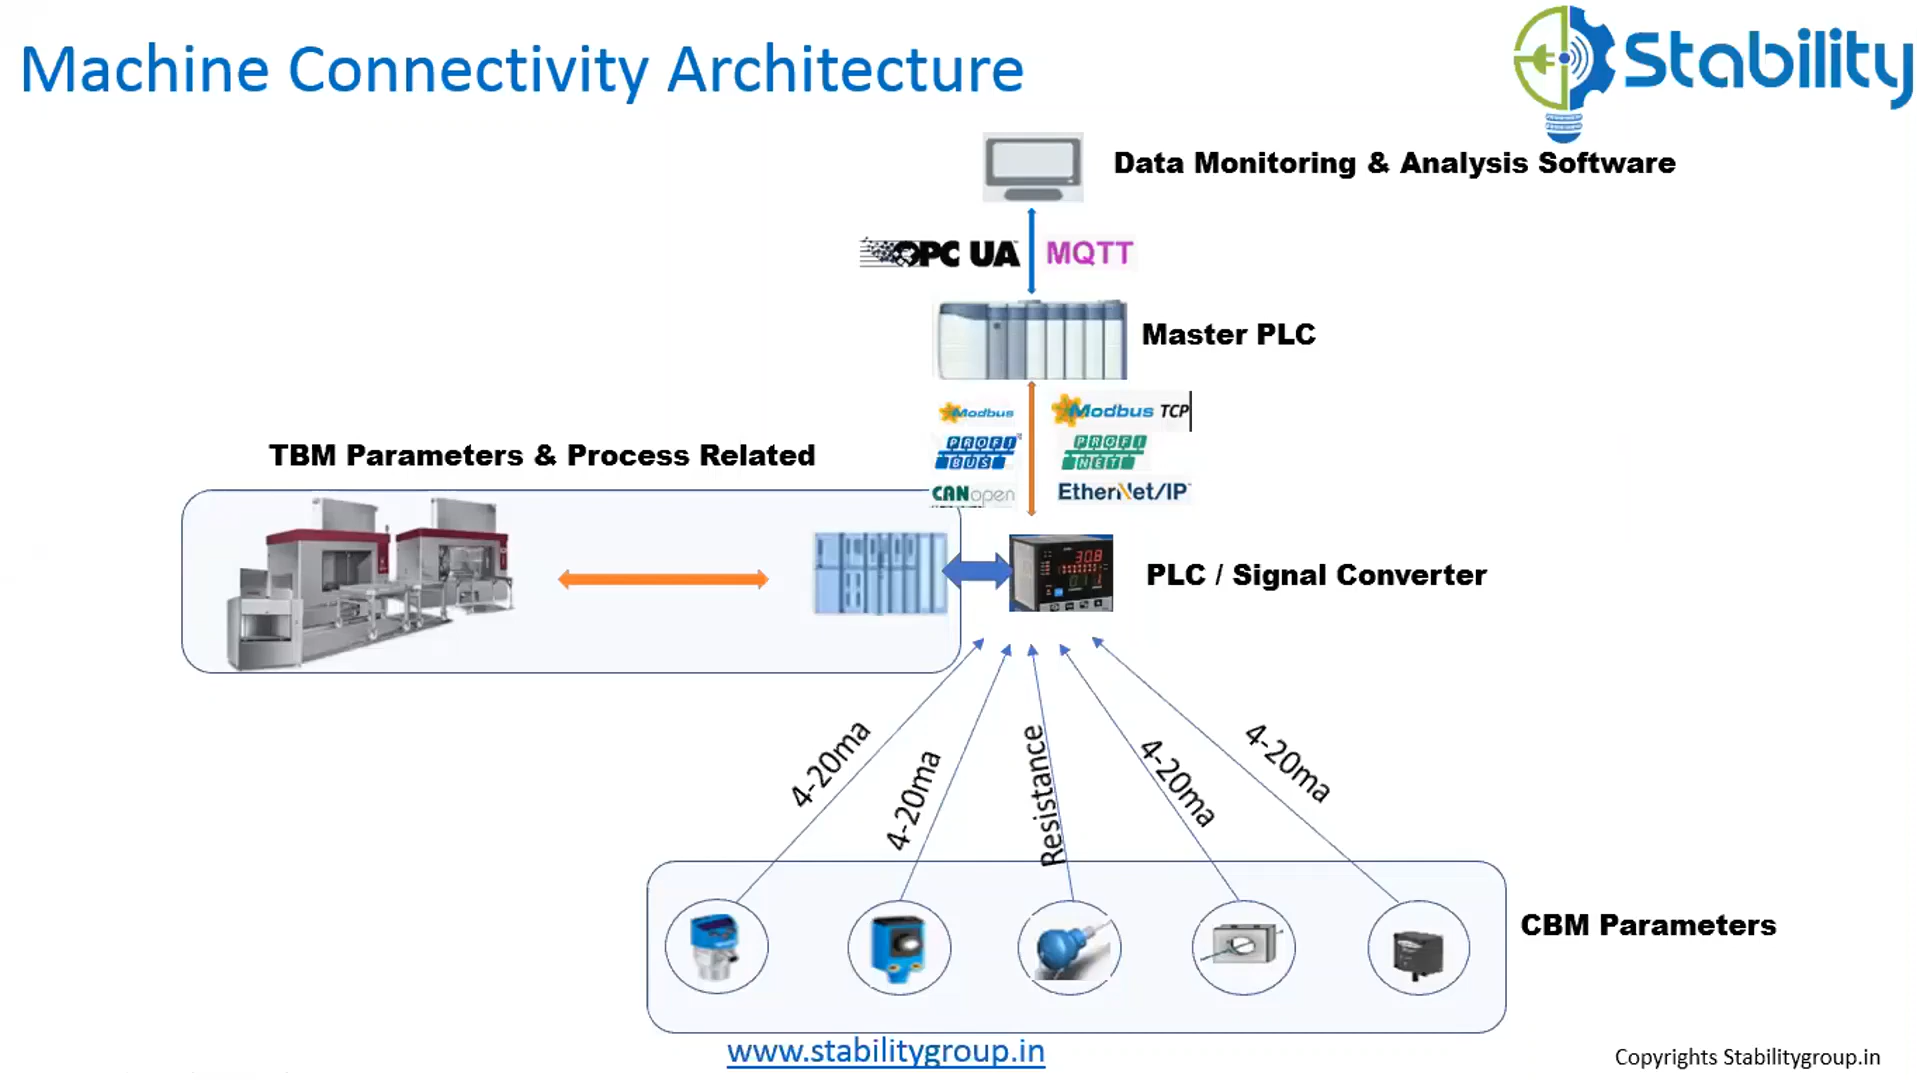 Machine Connectivity Architecture
Stability
Data Monitoring & Analysis Software
OPC UA
MQTT
Master PLC
Modbus
Modbus TCP
PROFI
BUS
PROFI
NET
CANopen
EtherNet/IP
TBM Parameters & Process Related
30.8
PLC / Signal Converter
4-20ma
4-20ma
Resistance
4-20ma
4-20ma
CBM Parameters
www.stabilitygroup.in
Copyrights Stabilitygroup.in